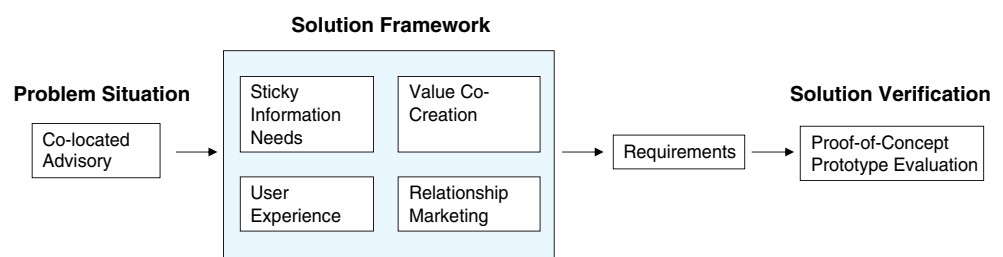 Solution Framework
Problem Situation
Solution Verification
Co-located
Advisory
Sticky
Information
Needs
Value Co-
Creation
User
Experience
Relationship
Marketing
Requirements
Proof-of-Concept
Prototype Evaluation